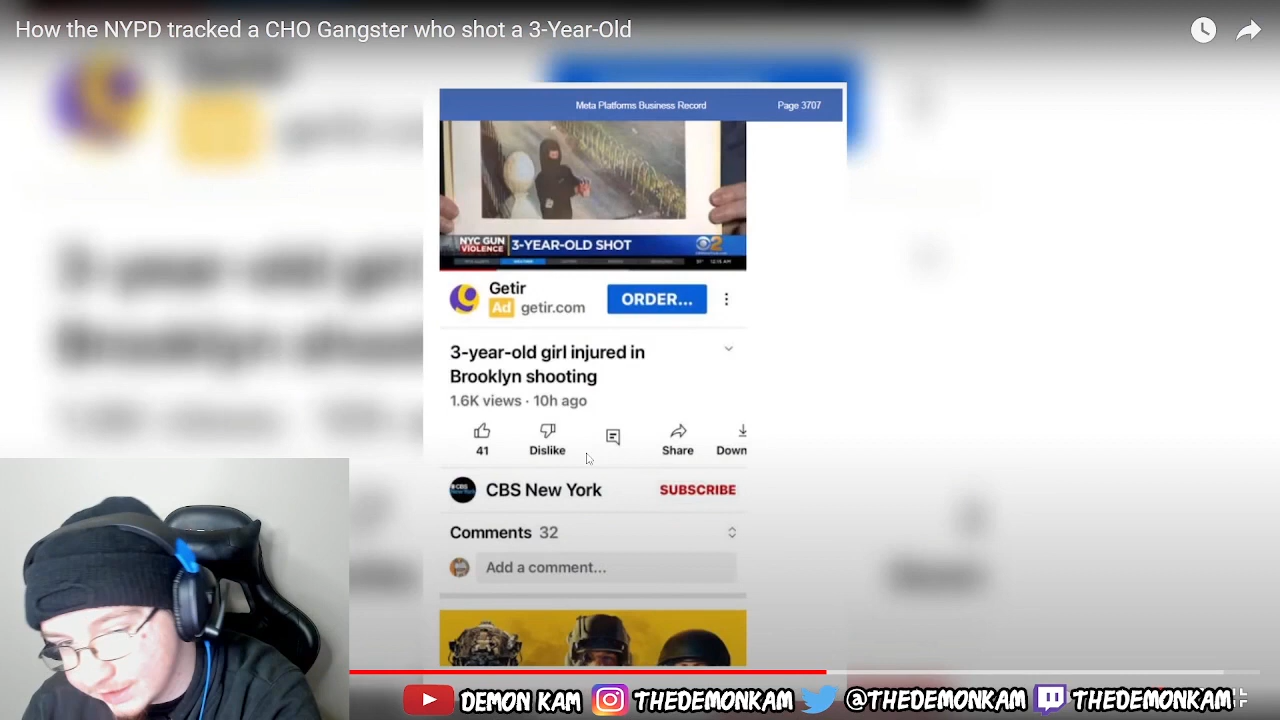 How the NYPD tracked a CHO Gangster who shot a 3-Year-Old
Meta Platforms Business Record Page 3707
NYC GUN
VIOLENCE
3-YEAR-OLD SHOT
2
Getir
Ad getir.com
ORDER...
3-year-old girl injured in
Brooklyn shooting
1.6K views · 10h ago
41 Dislike Share Down
CBS New York SUBSCRIBE
Comments 32
Add a comment...
DEMON KAM THEDEMONKAM @THEDEMONKAM THEDEMONKAM